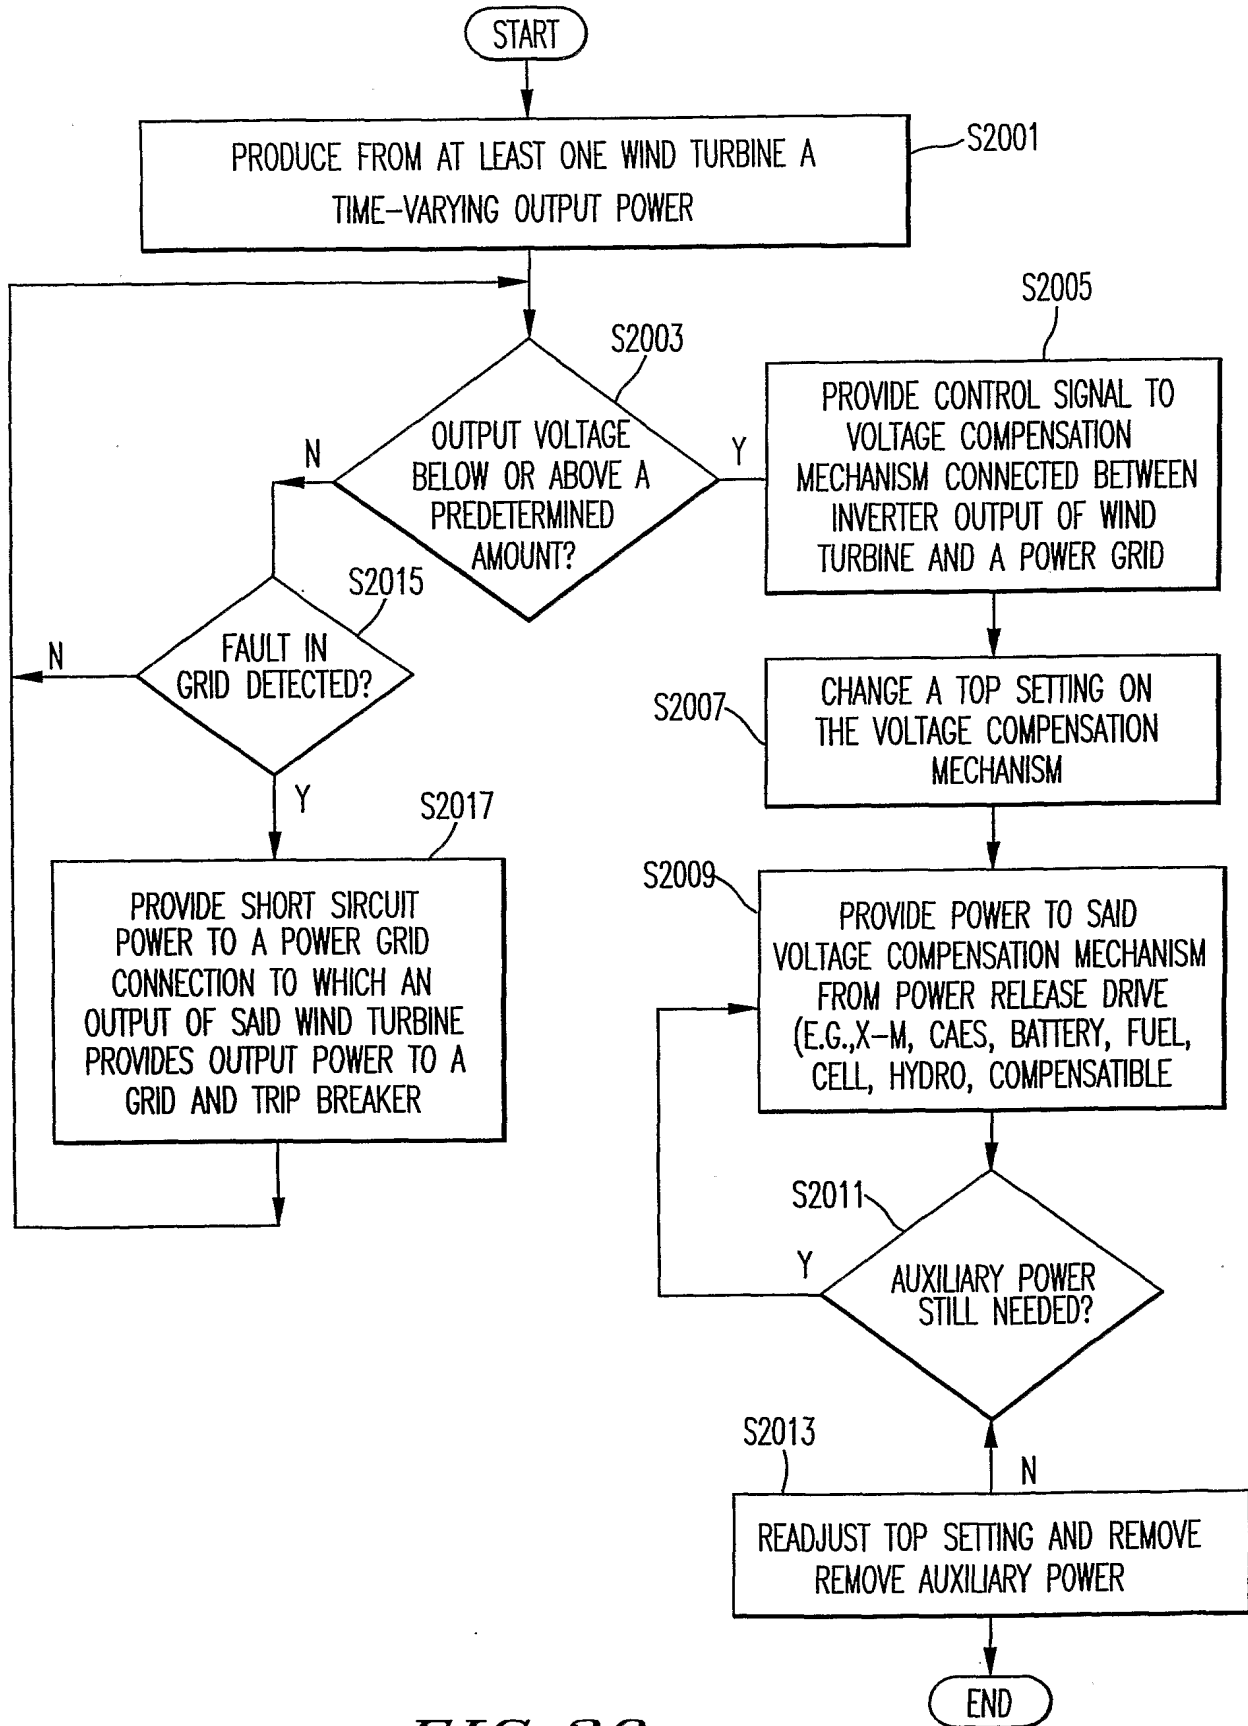 START
PRODUCE FROM AT LEAST ONE WIND TURBINE A
TIME-VARYING OUTPUT POWER
S2001
S2003
OUTPUT VOLTAGE
BELOW OR ABOVE A
PREDETERMINED
AMOUNT?
N
Y
S2005
PROVIDE CONTROL SIGNAL TO
VOLTAGE COMPENSATION
MECHANISM CONNECTED BETWEEN
INVERTER OUTPUT OF WIND
TURBINE AND A POWER GRID
S2015
FAULT IN
GRID DETECTED?
N
Y
S2007
CHANGE A TOP SETTING ON
THE VOLTAGE COMPENSATION
MECHANISM
S2017
PROVIDE SHORT SIRCUIT
POWER TO A POWER GRID
CONNECTION TO WHICH AN
OUTPUT OF SAID WIND TURBINE
PROVIDES OUTPUT POWER TO A
GRID AND TRIP BREAKER
S2009
PROVIDE POWER TO SAID
VOLTAGE COMPENSATION MECHANISM
FROM POWER RELEASE DRIVE
(E.G.,X-M, CAES, BATTERY, FUEL,
CELL, HYDRO, COMPENSATIBLE
S2011
AUXILIARY POWER
STILL NEEDED?
Y
N
S2013
READJUST TOP SETTING AND REMOVE
REMOVE AUXILIARY POWER
END